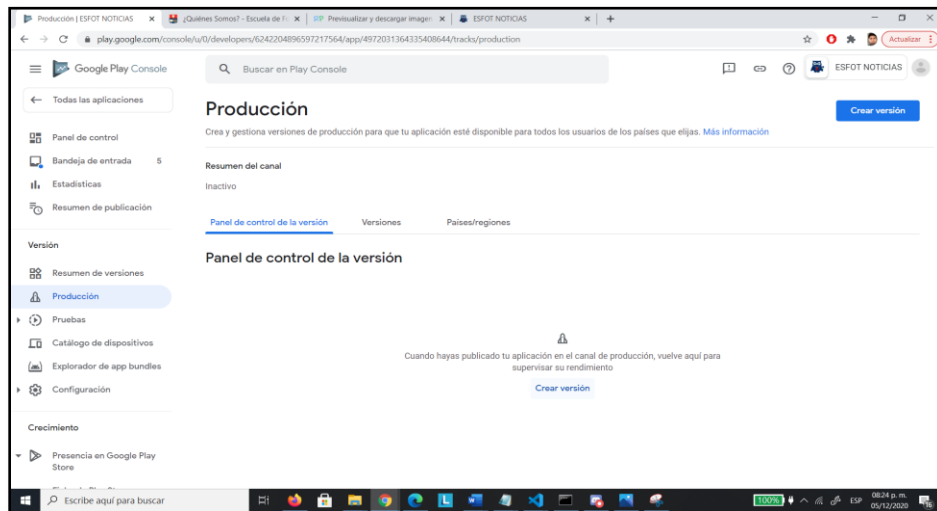 Producción | ESFOT NOTICIAS
¿Quiénes Somos? - Escuela de Fo
Previsualizar y descargar imagen
ESFOT NOTICIAS
play.google.com/console/u/0/developers/6242204896597217564/app/4972031364335408644/tracks/production
Actualizar
Google Play Console
Buscar en Play Console
ESFOT NOTICIAS
Todas las aplicaciones
Producción
Crear versión
Crea y gestiona versiones de producción para que tu aplicación esté disponible para todos los usuarios de los países que elijas. Más información
Panel de control
Bandeja de entrada 5
Estadísticas
Resumen de publicación
Resumen del canal
Inactivo
Panel de control de la versión
Versiones
Países/regiones
Versión
Resumen de versiones
Producción
Pruebas
Catálogo de dispositivos
Explorador de app bundles
Configuración
Panel de control de la versión
Cuando hayas publicado tu aplicación en el canal de producción, vuelve aquí para
supervisar su rendimiento
Crear versión
Crecimiento
Presencia en Google Play
Store
Escribe aquí para buscar
100%
ESP
08:24 p. m.
05/12/2020